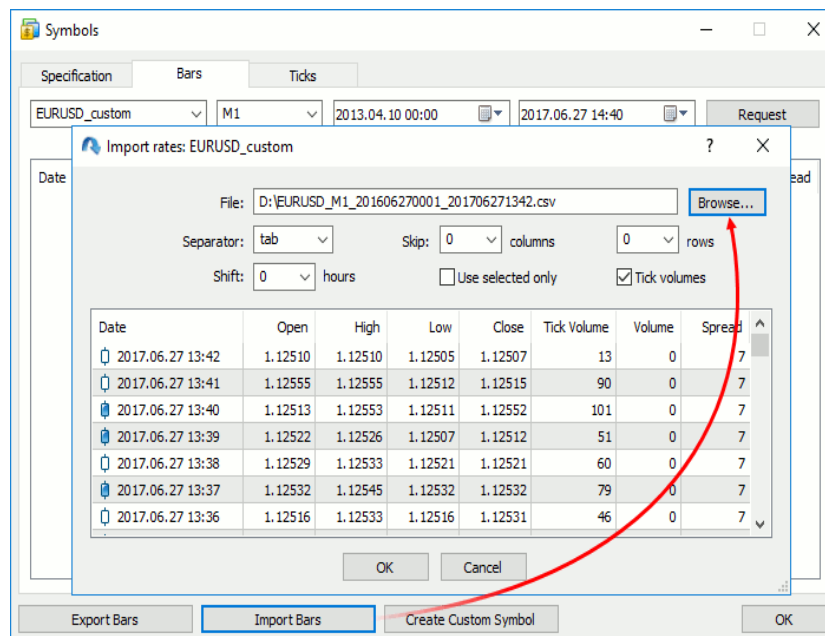 Symbols
Specification Bars Ticks
EURUSD_custom M1 2013.04.10 00:00 2017.06.27 14:40 Request
Import rates: EURUSD_custom ?
Date ead
File: D:\EURUSD_M1_201606270001_201706271342.csv Browse...
Separator: tab Skip: 0 columns 0 rows
Shift: 0 hours Use selected only Tick volumes
Date Open High Low Close Tick Volume Volume Spread
2017.06.27 13:42 1.12510 1.12510 1.12505 1.12507 13 0 7
2017.06.27 13:41 1.12555 1.12555 1.12512 1.12515 90 0 7
2017.06.27 13:40 1.12513 1.12553 1.12511 1.12552 101 0 7
2017.06.27 13:39 1.12522 1.12526 1.12507 1.12512 51 0 7
2017.06.27 13:38 1.12529 1.12533 1.12521 1.12521 60 0 7
2017.06.27 13:37 1.12532 1.12545 1.12532 1.12532 79 0 7
2017.06.27 13:36 1.12516 1.12533 1.12516 1.12531 46 0 7
OK Cancel
Export Bars Import Bars Create Custom Symbol OK